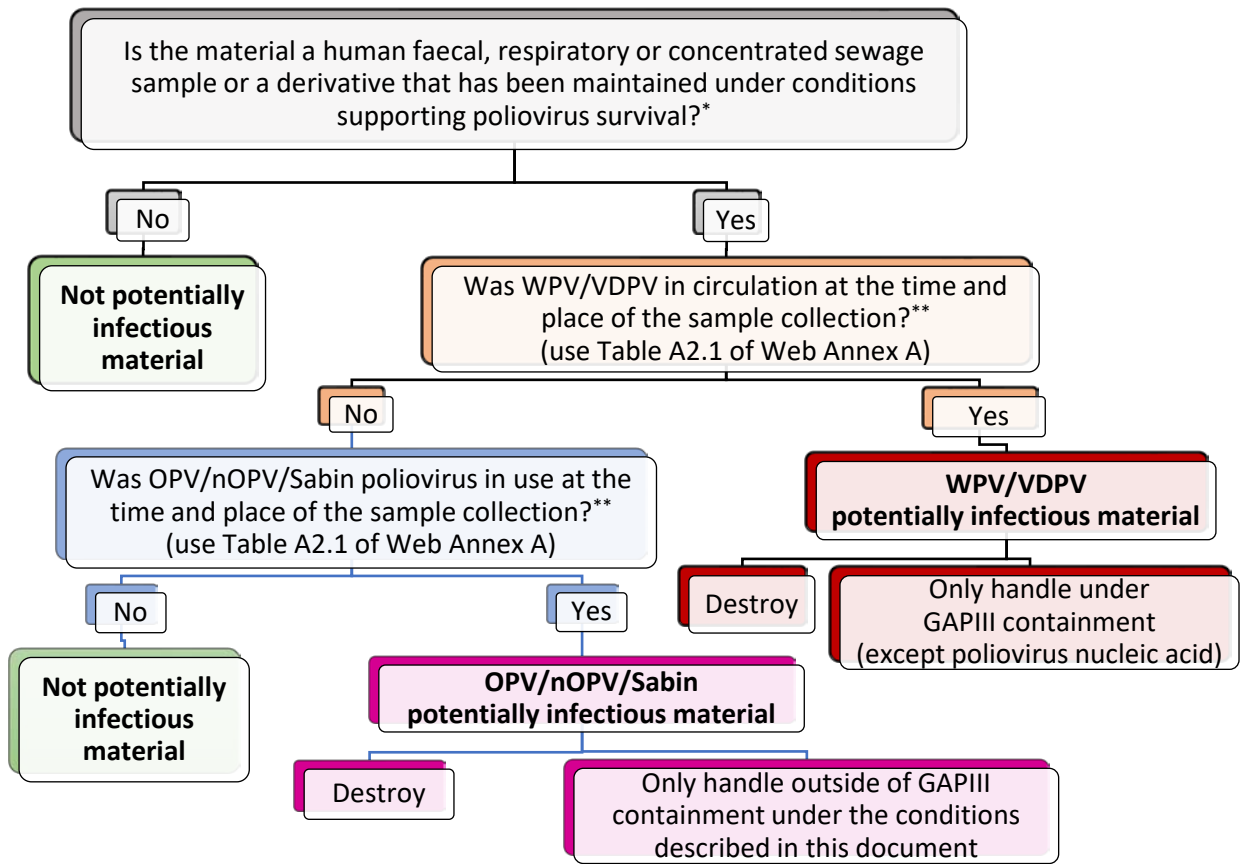 Is the material a human faecal, respiratory or concentrated sewage
sample or a derivative that has been maintained under conditions
supporting poliovirus survival?*
No
Yes
Not potentially
infectious
material
Was WPV/VDPV in circulation at the time and
place of the sample collection?**
(use Table A2.1 of Web Annex A)
No
Yes
Was OPV/nOPV/Sabin poliovirus in use at the
time and place of the sample collection?**
(use Table A2.1 of Web Annex A)
WPV/VDPV
potentially infectious material
No
Yes
Destroy
Only handle under
GAPIII containment
(except poliovirus nucleic acid)
Not potentially
infectious
material
OPV/nOPV/Sabin
potentially infectious material
Destroy
Only handle outside of GAPIII
containment under the conditions
described in this document